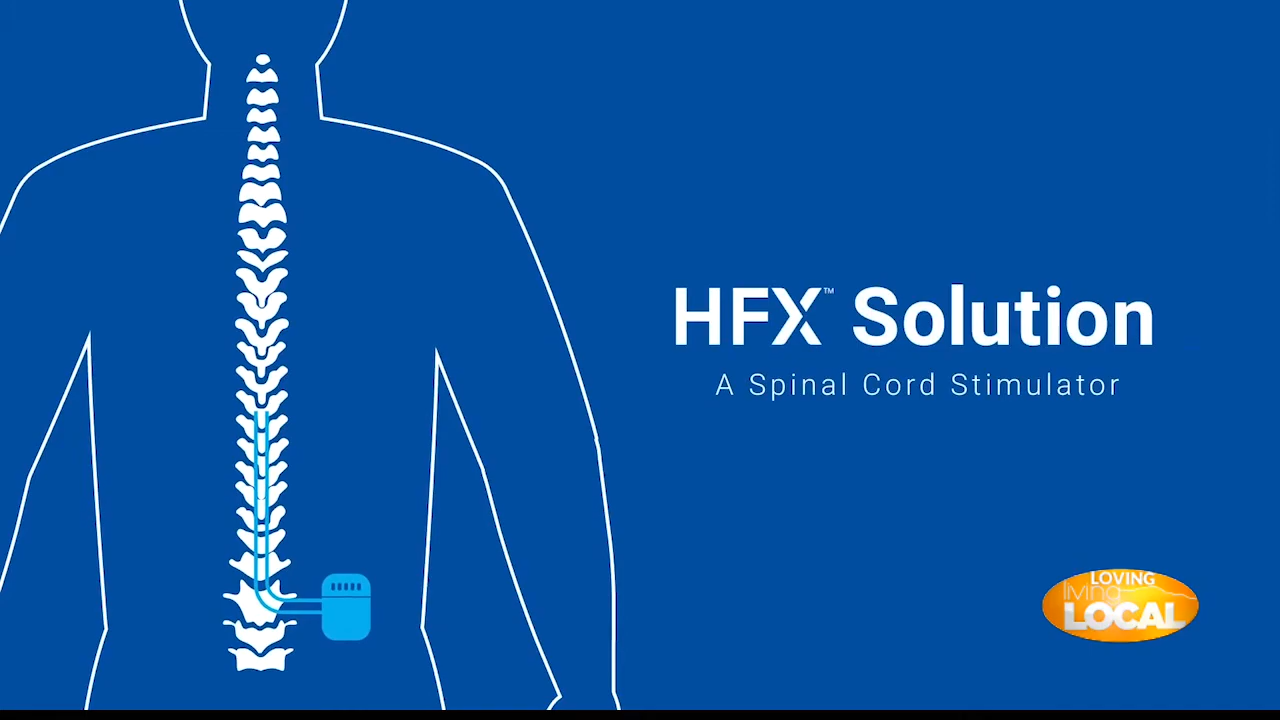 HFX™ Solution
A Spinal Cord Stimulator
LOVING
living
LOCAL